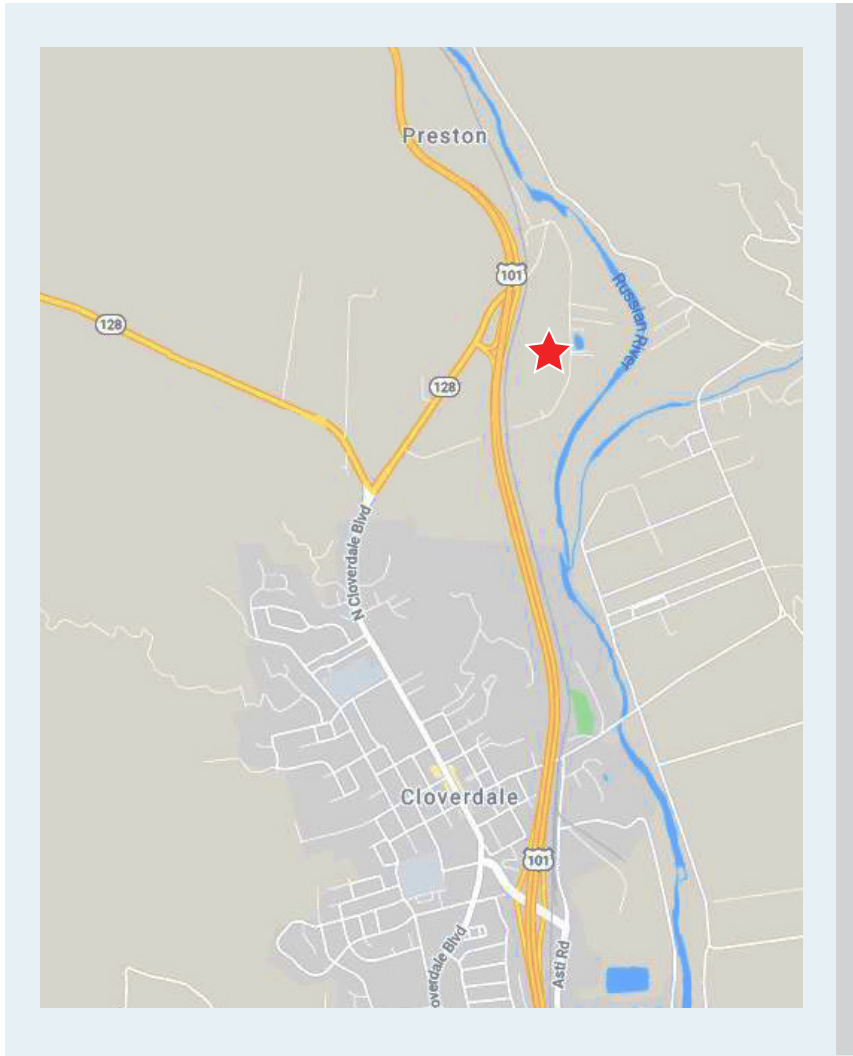 Preston
101
Russian River
128
128
N Cloverdale Blvd
Cloverdale
101
overdale Blvd
Asti Rd